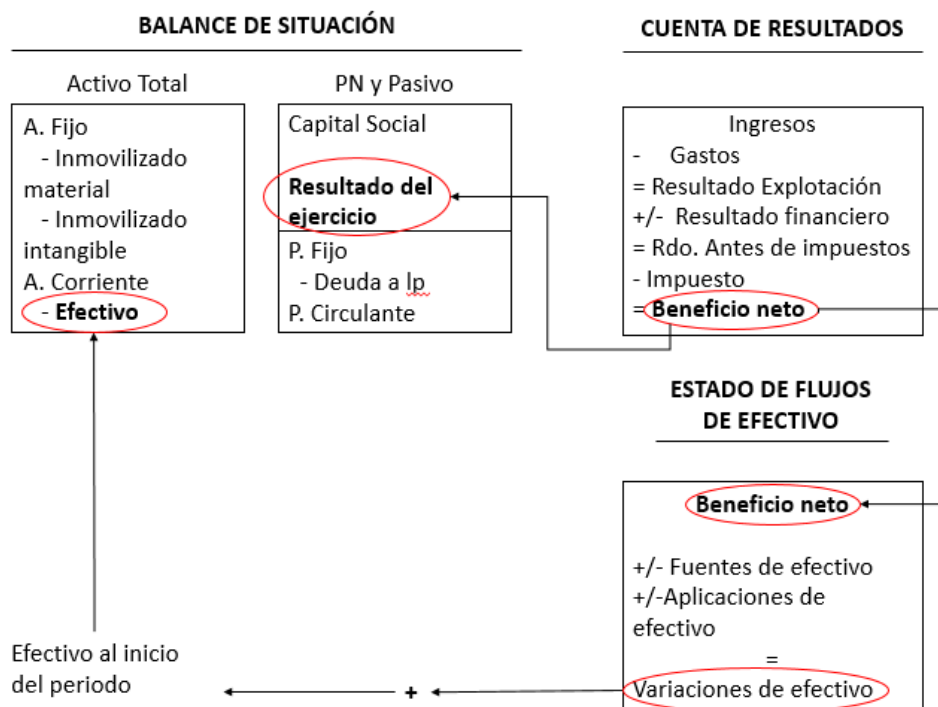 BALANCE DE SITUACIÓN
Activo Total
A. Fijo
- Inmovilizado
material
- Inmovilizado
intangible
A. Corriente
- Efectivo
PN y Pasivo
Capital Social
Resultado del
ejercicio
P. Fijo
- Deuda a lp
P. Circulante
CUENTA DE RESULTADOS
Ingresos
- Gastos
= Resultado Explotación
+/- Resultado financiero
= Rdo. Antes de impuestos
- Impuesto
= Beneficio neto
ESTADO DE FLUJOS
DE EFECTIVO
Beneficio neto
+/- Fuentes de efectivo
+/-Aplicaciones de
efectivo
=
Variaciones de efectivo
+
Efectivo al inicio
del periodo